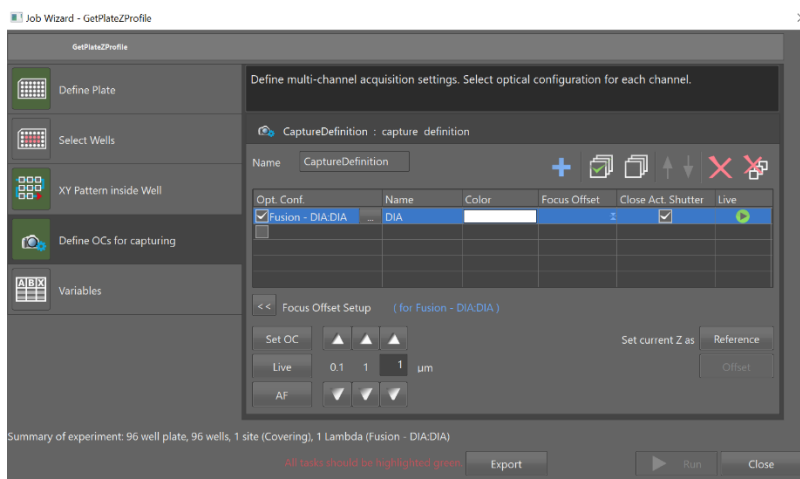 Job Wizard - GetPlateZProfile
GetPlateZProfile
Define Plate
Select Wells
XY Pattern inside Well
Define OCs for capturing
A B X
Variables
Define multi-channel acquisition settings. Select optical configuration for each channel.
CaptureDefinition : capture definition
Name CaptureDefinition
Opt. Conf. Name Color Focus Offset Close Act. Shutter Live
Fusion - DIA:DIA ... DIA
<< Focus Offset Setup ( for Fusion - DIA:DIA )
Set OC Set current Z as Reference
Live 0.1 1 1 µm Offset
AF
Summary of experiment: 96 well plate, 96 wells, 1 site (Covering), 1 Lambda (Fusion - DIA:DIA)
All tasks should be highlighted green Export Run Close